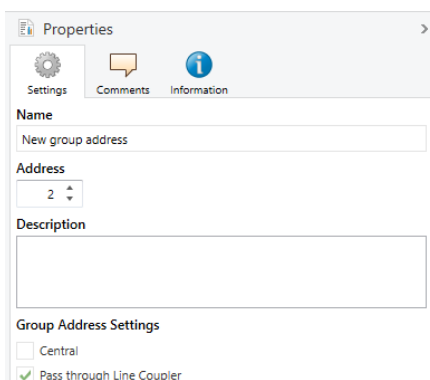 Properties
Settings Comments Information
Name
New group address
Address
2
Description
Group Address Settings
Central
Pass through Line Coupler